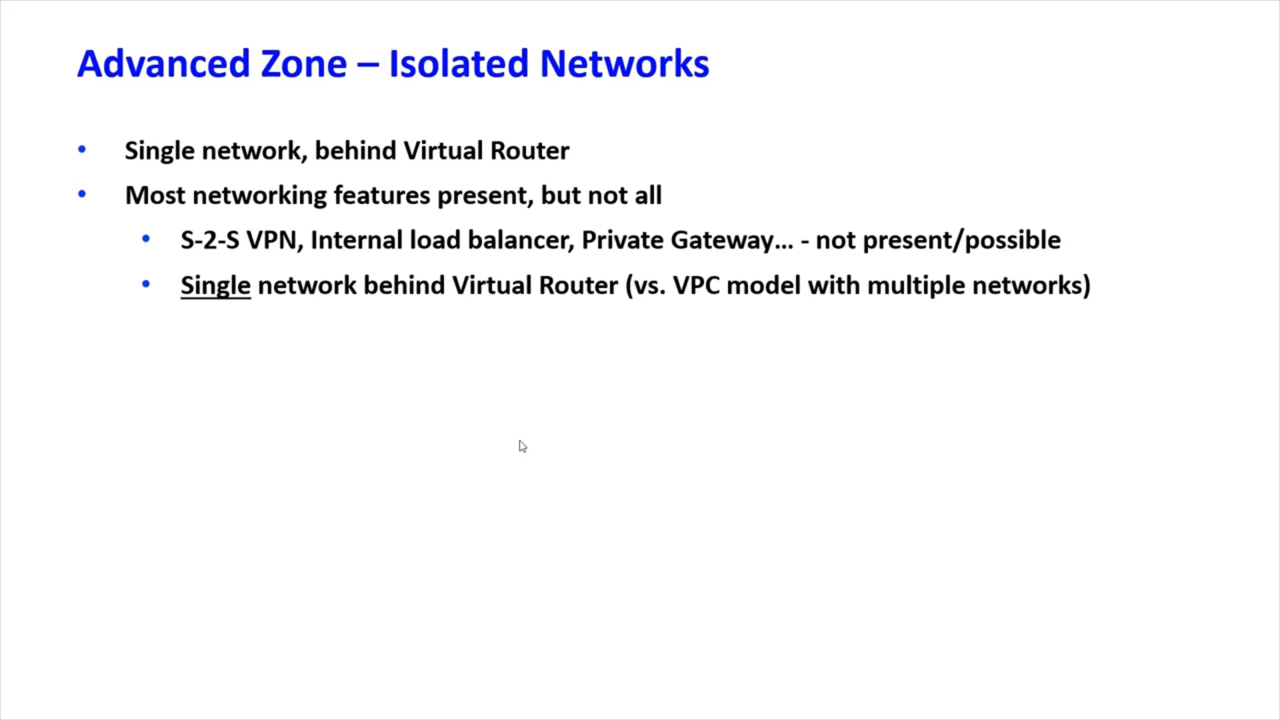 Advanced Zone – Isolated Networks
• Single network, behind Virtual Router
• Most networking features present, but not all
• S-2-S VPN, Internal load balancer, Private Gateway... - not present/possible
• Single network behind Virtual Router (vs. VPC model with multiple networks)